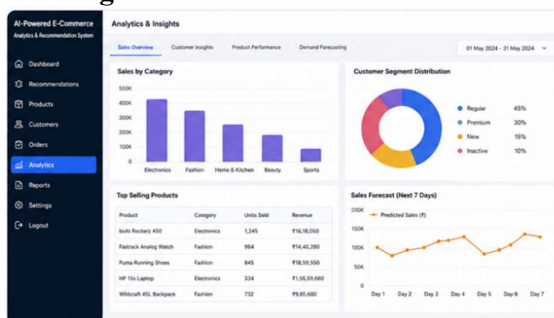 AI-Powered E-Commerce
Analytics & Recommendation System
Dashboard
Recommendations
Products
Customers
Orders
Analytics
Reports
Settings
Logout
Analytics & Insights
Sales Overview Customer Insights Product Performance Demand Forecasting
01 May 2024 - 31 May 2024
Sales by Category
500K
400K
300K
200K
100K
0
Electronics Fashion Home & Kitchen Beauty Sports
Customer Segment Distribution
Regular 45%
Premium 30%
New 15%
Inactive 10%
Top Selling Products
Product Category Units Sold Revenue
boAt Rockerz 450 Electronics 1,245 ₹16,18,050
Fastrack Analog Watch Fashion 964 ₹14,40,280
Puma Running Shoes Fashion 845 ₹18,59,550
HP 15s Laptop Electronics 334 ₹1,56,59,660
Wildcraft 45L Backpack Fashion 732 ₹9,81,680
Sales Forecast (Next 7 Days)
Predicted Sales (₹)
200K
150K
100K
50K
0
Day 1 Day 2 Day 3 Day 4 Day 5 Day 6 Day 7